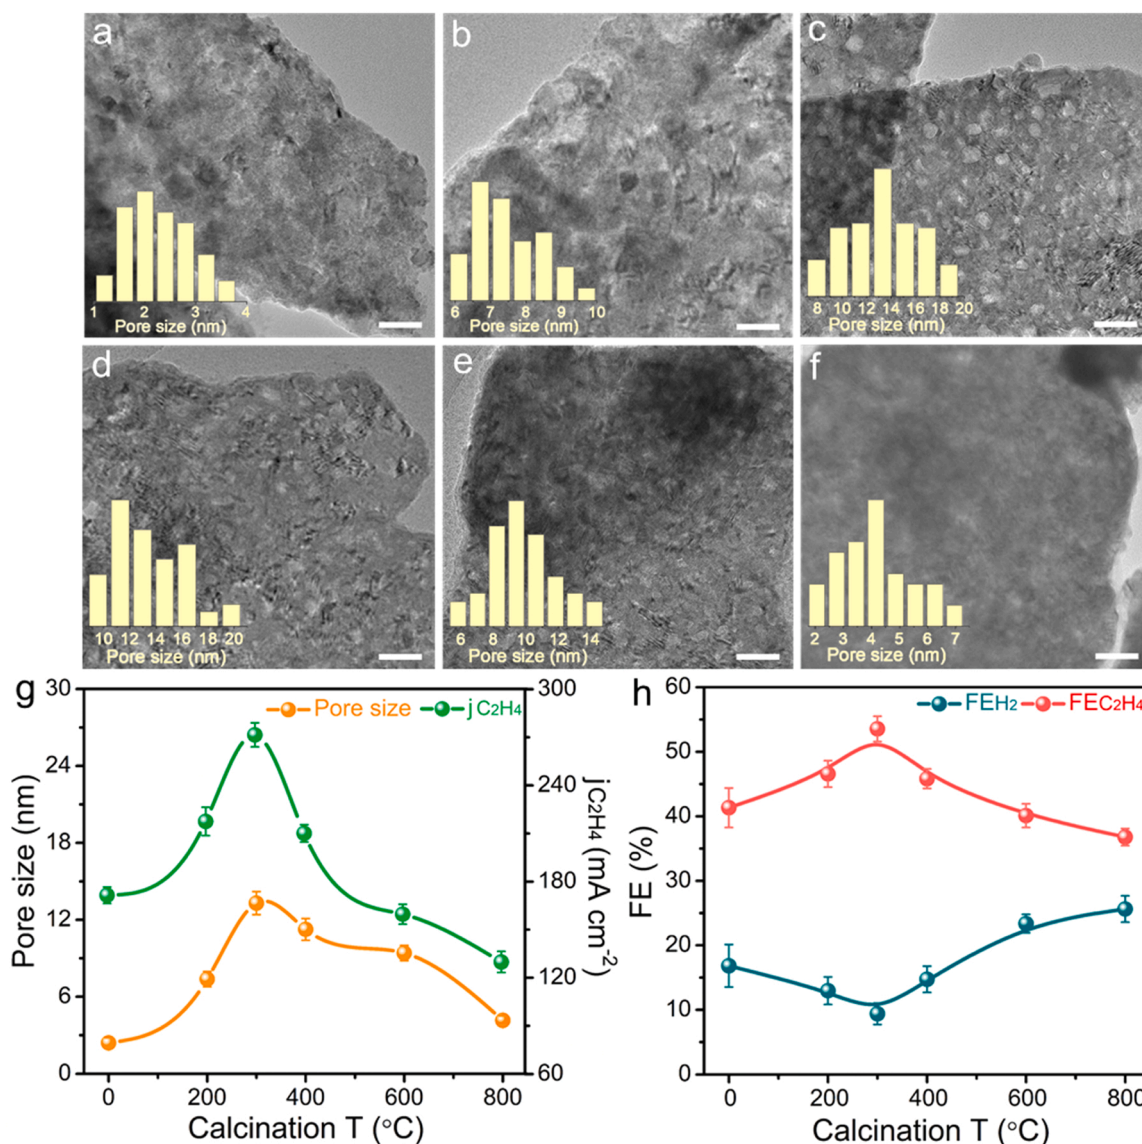 a
1 2 3 4
Pore size (nm)
b
6 7 8 9 10
Pore size (nm)
c
8 10 12 14 16 18 20
Pore size (nm)
d
10 12 14 16 18 20
Pore size (nm)
e
6 8 10 12 14
Pore size (nm)
f
2 3 4 5 6 7
Pore size (nm)
g
Pore size
j C2H4
Pore size (nm)
30
24
18
12
6
0
300
240
180
120
60
jC2H4 (mA cm-2)
0 200 400 600 800
Calcination T (°C)
h
FEH2
FEC2H4
FE (%)
60
50
40
30
20
10
0
0 200 400 600 800
Calcination T (°C)